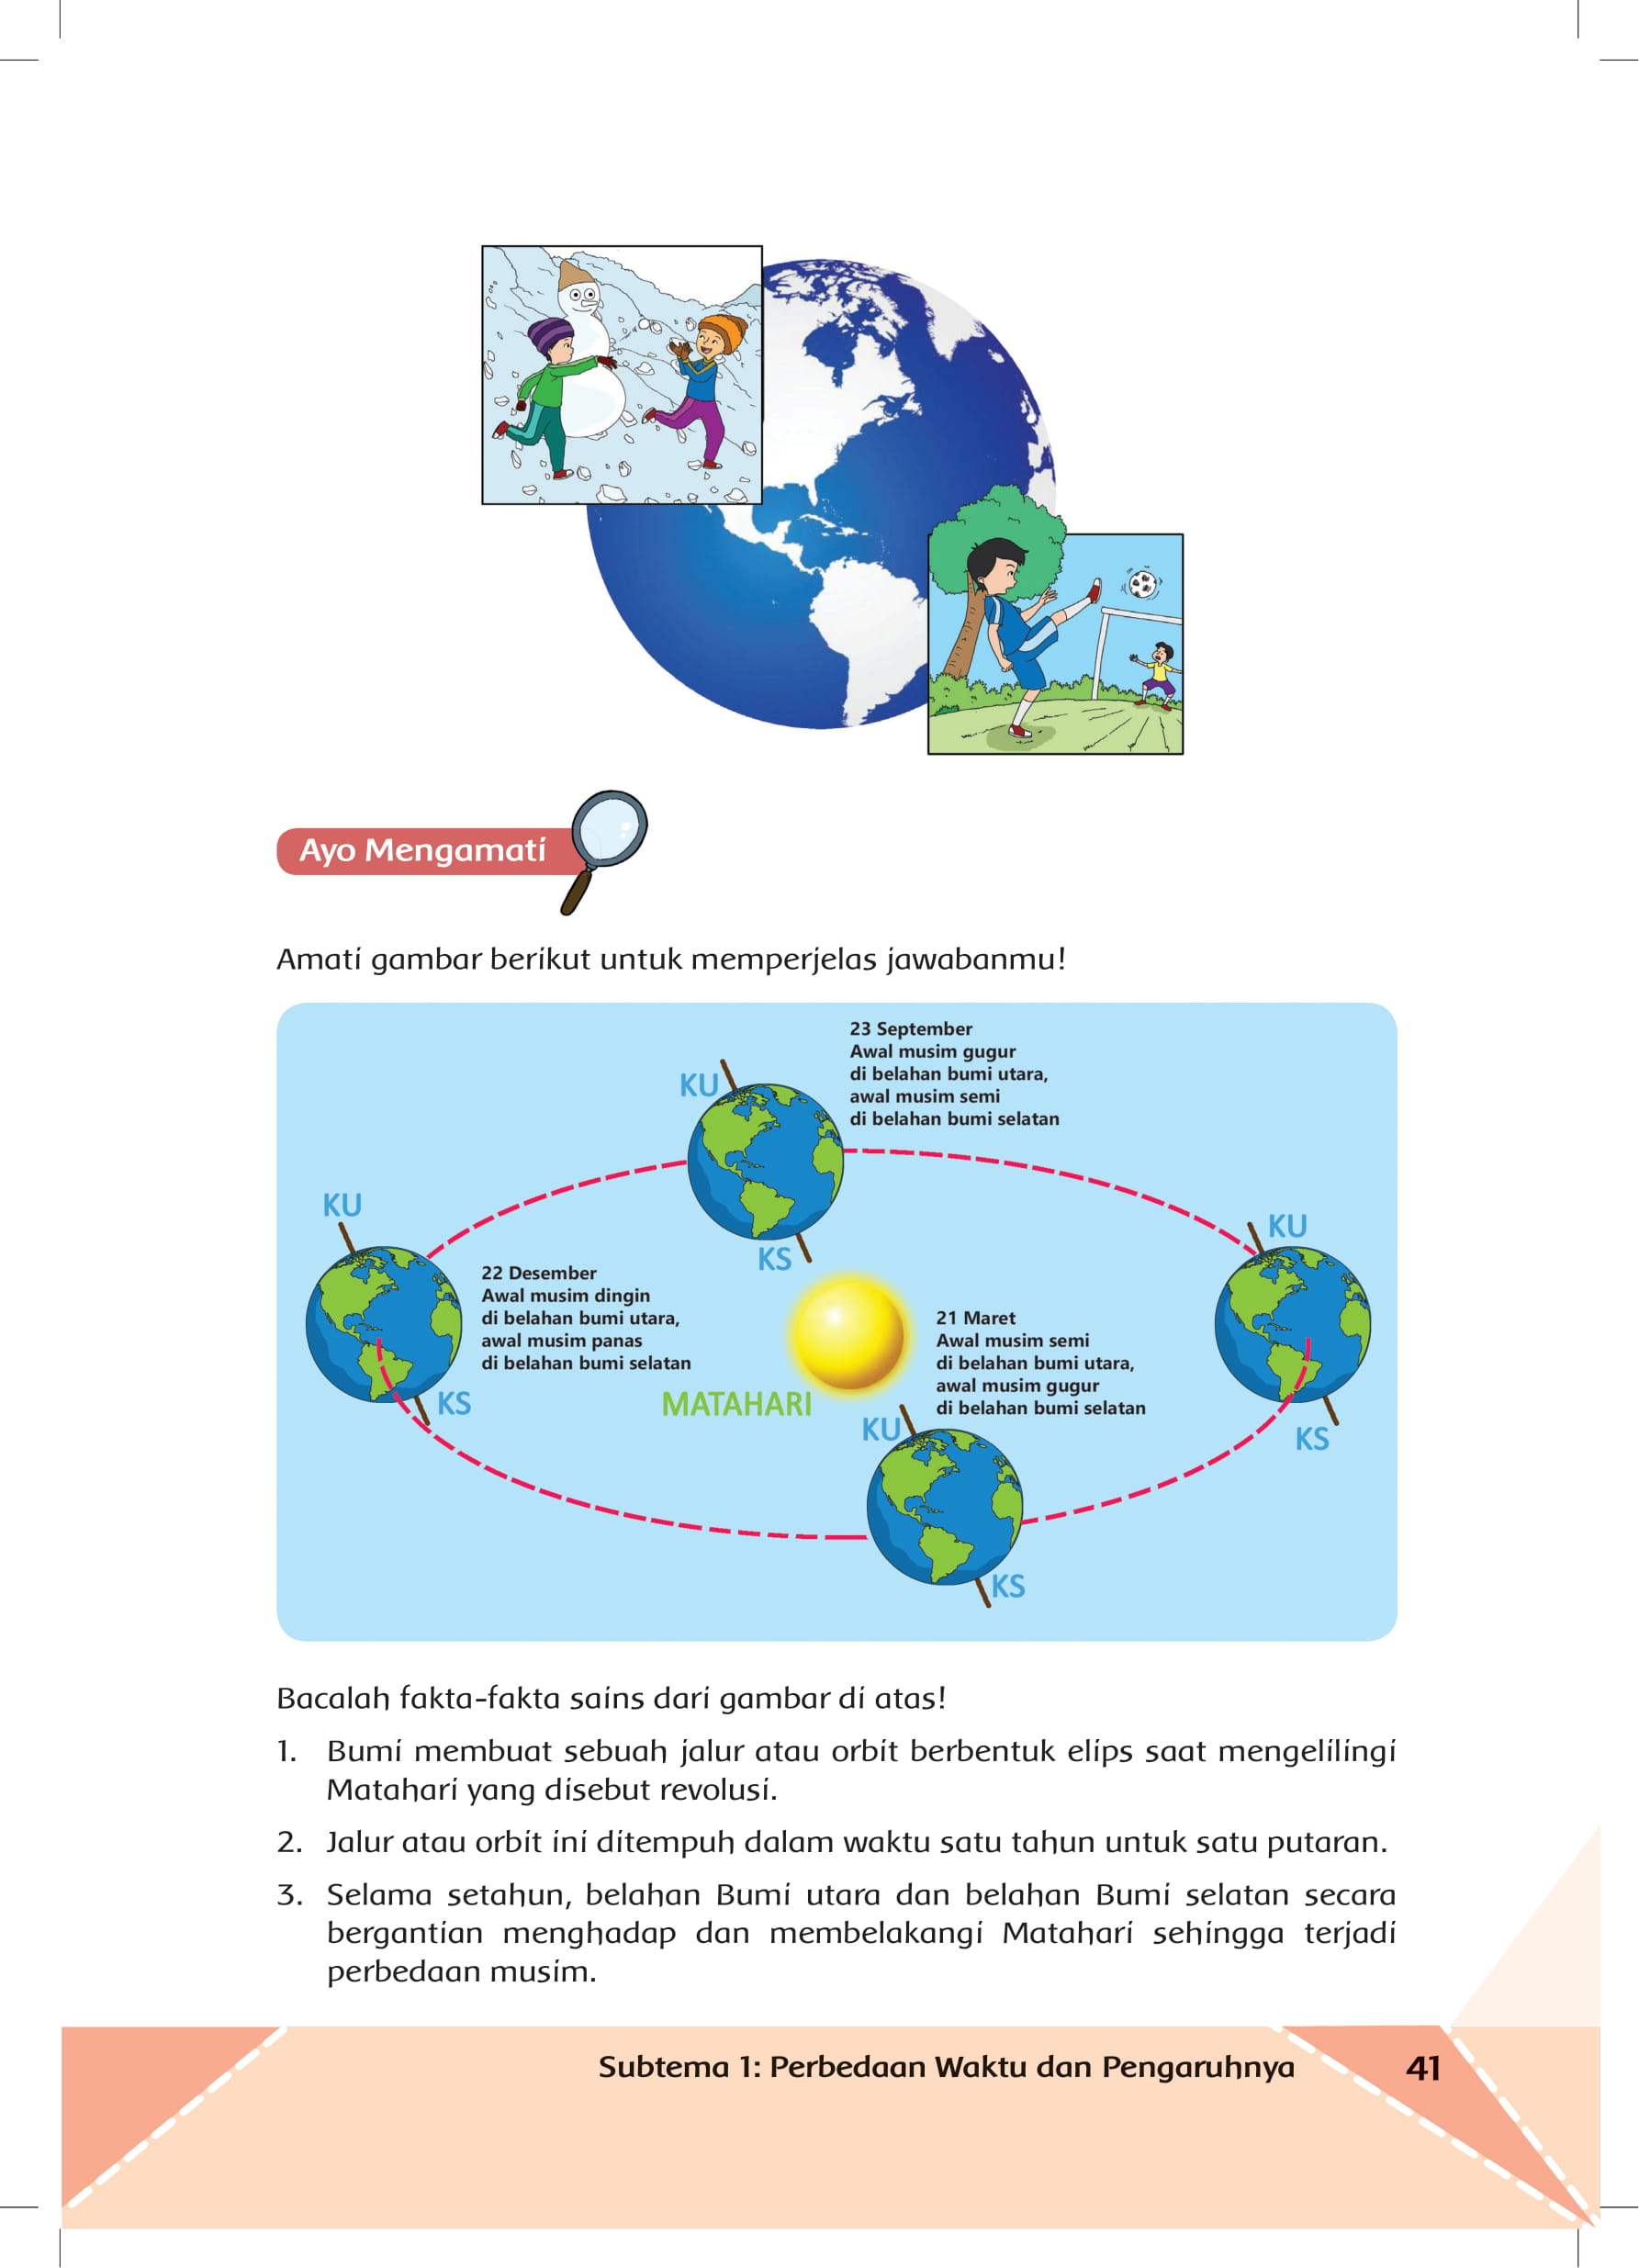 Ayo Mengamati
Amati gambar berikut untuk memperjelas jawabanmu!
23 September
Awal musim gugur
di belahan bumi utara,
awal musim semi
di belahan bumi selatan
KU
KS
KU
22 Desember
Awal musim dingin
di belahan bumi utara,
awal musim panas
di belahan bumi selatan
KS
MATAHARI
21 Maret
Awal musim semi
di belahan bumi utara,
awal musim gugur
di belahan bumi selatan
KU
KS
KU
KS
Bacalah fakta-fakta sains dari gambar di atas!
1. Bumi membuat sebuah jalur atau orbit berbentuk elips saat mengelilingi
Matahari yang disebut revolusi.
2. Jalur atau orbit ini ditempuh dalam waktu satu tahun untuk satu putaran.
3. Selama setahun, belahan Bumi utara dan belahan Bumi selatan secara
bergantian menghadap dan membelakangi Matahari sehingga terjadi
perbedaan musim.
Subtema 1: Perbedaan Waktu dan Pengaruhnya
41